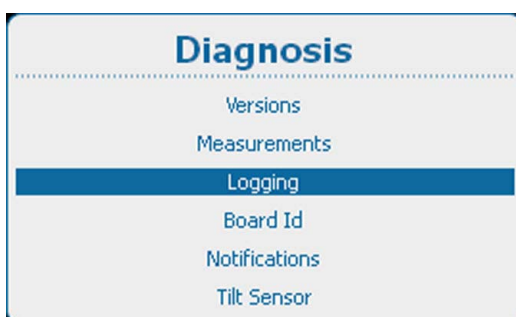 Diagnosis
Versions
Measurements
Logging
Board Id
Notifications
Tilt Sensor